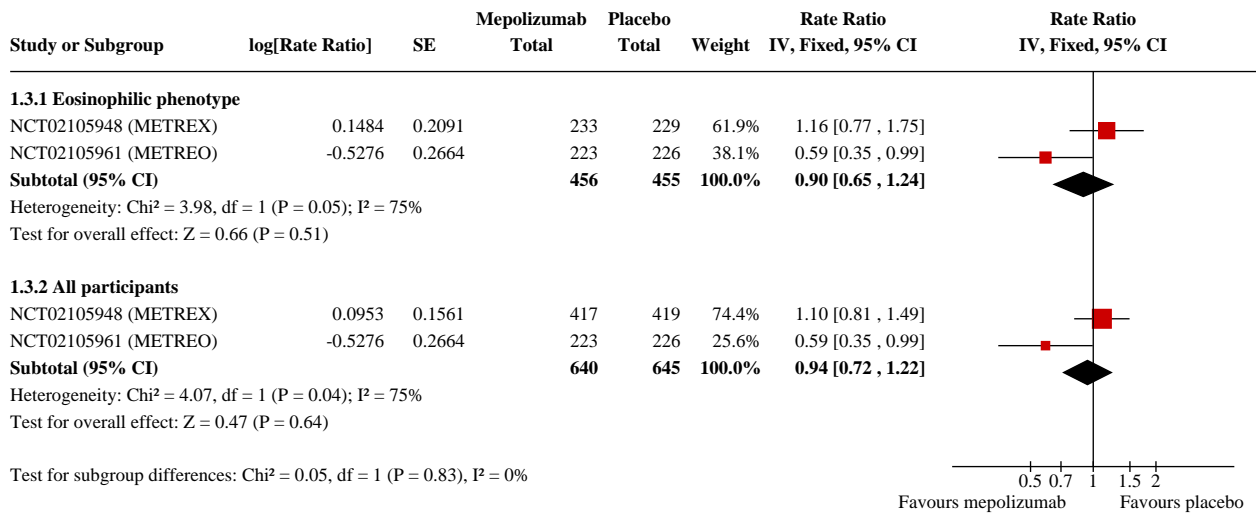 Mepolizumab Placebo Rate Ratio Rate Ratio
Study or Subgroup log[Rate Ratio] SE Total Total Weight IV, Fixed, 95% CI IV, Fixed, 95% CI
1.3.1 Eosinophilic phenotype
NCT02105948 (METREX) 0.1484 0.2091 233 229 61.9% 1.16 [0.77 , 1.75]
NCT02105961 (METREO) -0.5276 0.2664 223 226 38.1% 0.59 [0.35 , 0.99]
Subtotal (95% CI) 456 455 100.0% 0.90 [0.65 , 1.24]
Heterogeneity: Chi² = 3.98, df = 1 (P = 0.05); I² = 75%
Test for overall effect: Z = 0.66 (P = 0.51)
1.3.2 All participants
NCT02105948 (METREX) 0.0953 0.1561 417 419 74.4% 1.10 [0.81 , 1.49]
NCT02105961 (METREO) -0.5276 0.2664 223 226 25.6% 0.59 [0.35 , 0.99]
Subtotal (95% CI) 640 645 100.0% 0.94 [0.72 , 1.22]
Heterogeneity: Chi² = 4.07, df = 1 (P = 0.04); I² = 75%
Test for overall effect: Z = 0.47 (P = 0.64)
Test for subgroup differences: Chi² = 0.05, df = 1 (P = 0.83), I² = 0%
0.5 0.7 1 1.5 2
Favours mepolizumab Favours placebo